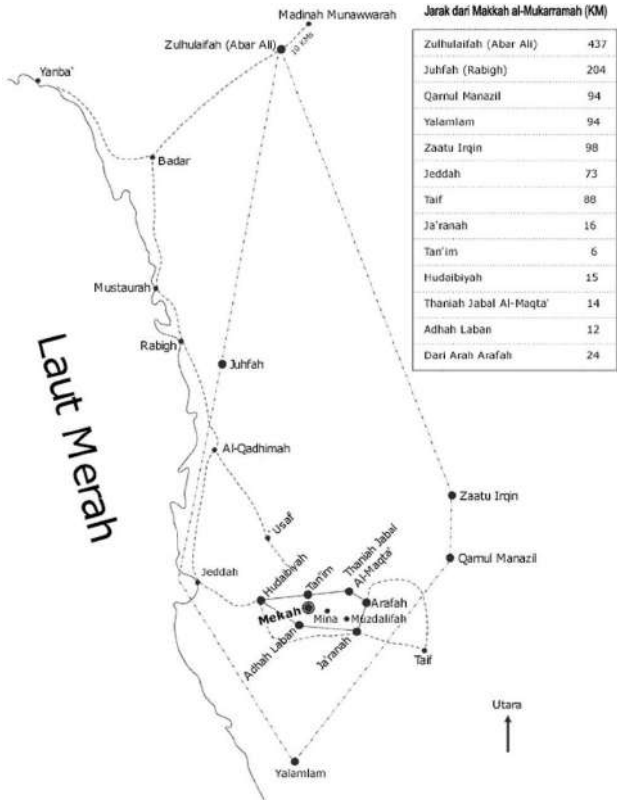 Madinah Munawwarah
Zulhulaifah (Abar Ali)
10 KMs
Yanba'
Badar
Mustaurah
Rabigh
Juhfah
Laut Merah
Al-Qadhimah
Usaf
Zaatu Irqin
Qarnul Manazil
Jeddah
Hudaibiyah
Tan'im
Thaniah Jabal
Al-Maqta'
Arafah
Mekah
Mina
Muzdalifah
Adhah Laban
Ja'ranah
Taif
Yalamlam
Utara
Jarak dari Makkah al-Mukarramah (KM)
Zulhulaifah (Abar Ali) 437
Juhfah (Rabigh) 204
Qarnul Manazil 94
Yalamlam 94
Zaatu Irqin 98
Jeddah 73
Taif 88
Ja'ranah 16
Tan'im 6
Hudaibiyah 15
Thaniah Jabal Al-Maqta' 14
Adhah Laban 12
Dari Arah Arafah 24